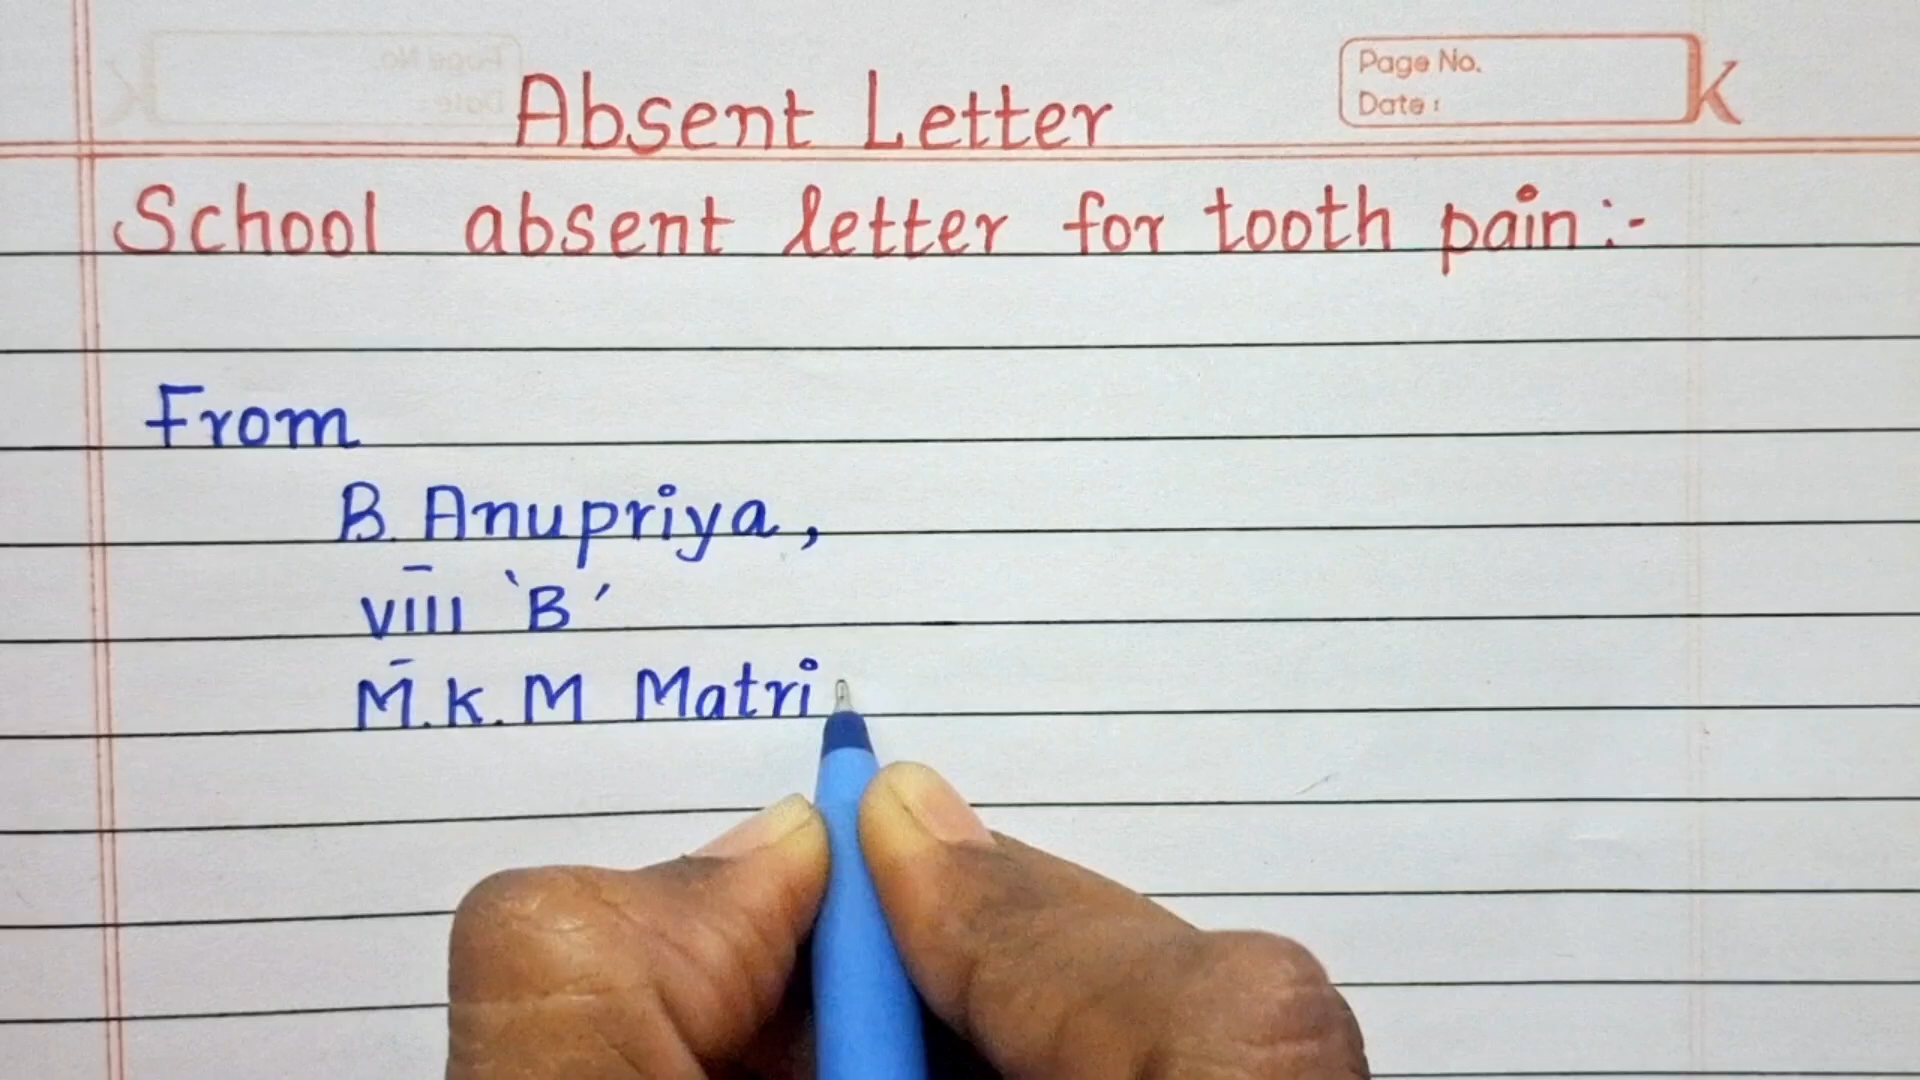 Page No.
Date :
K
Absent Letter
School absent letter for tooth pain :-
From
B. Anupriya,
VIII 'B'
M.K.M Matri